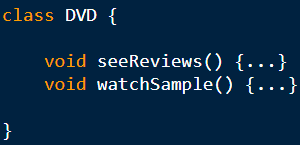 class DVD {
void seeReviews() {...}
void watchSample() {...}
}